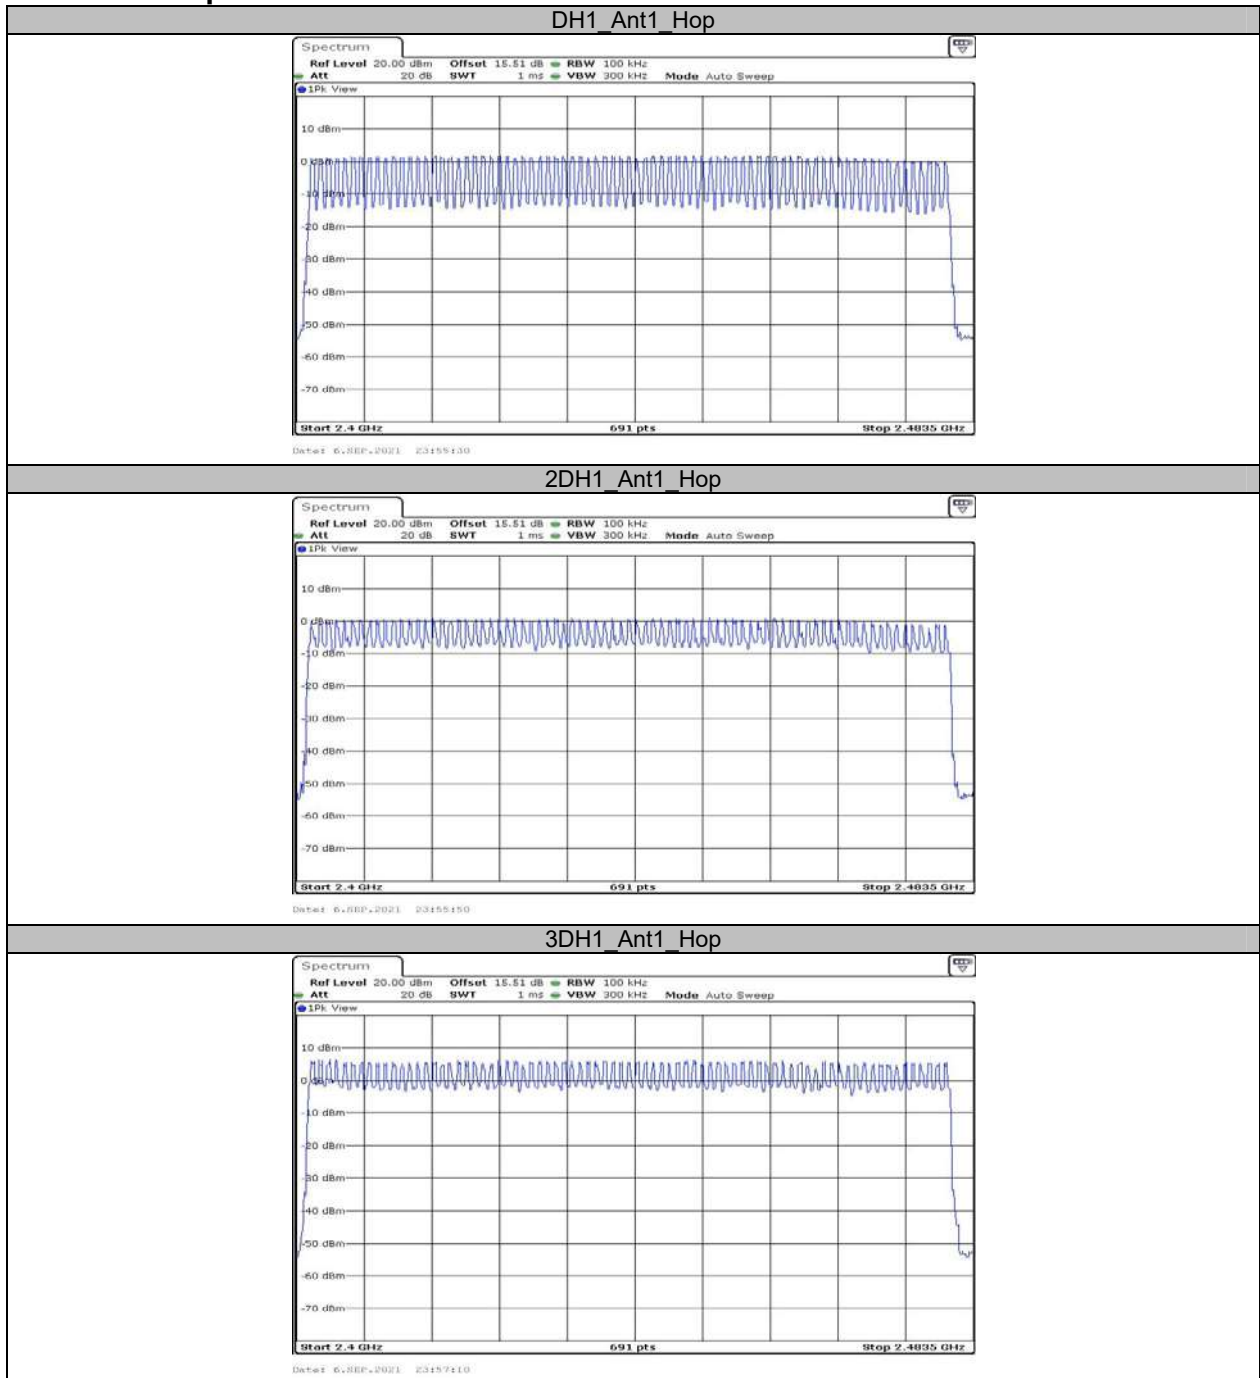 DH1_Ant1_Hop
Spectrum
Ref Level 20.00 dBm Offset 15.51 dB RBW 100 kHz
Att 20 dB SWT 1 ms VBW 300 kHz Mode Auto Sweep
1Pk View
10 dBm
0 dBm
-10 dBm
-20 dBm
-30 dBm
-40 dBm
-50 dBm
-60 dBm
-70 dBm
Start 2.4 GHz 691 pts Stop 2.4835 GHz
Date: 6.SEP.2021 23:55:30
2DH1_Ant1_Hop
Spectrum
Ref Level 20.00 dBm Offset 15.51 dB RBW 100 kHz
Att 20 dB SWT 1 ms VBW 300 kHz Mode Auto Sweep
1Pk View
10 dBm
0 dBm
-10 dBm
-20 dBm
-30 dBm
-40 dBm
-50 dBm
-60 dBm
-70 dBm
Start 2.4 GHz 691 pts Stop 2.4835 GHz
Date: 6.SEP.2021 23:55:50
3DH1_Ant1_Hop
Spectrum
Ref Level 20.00 dBm Offset 15.51 dB RBW 100 kHz
Att 20 dB SWT 1 ms VBW 300 kHz Mode Auto Sweep
1Pk View
10 dBm
0 dBm
-10 dBm
-20 dBm
-30 dBm
-40 dBm
-50 dBm
-60 dBm
-70 dBm
Start 2.4 GHz 691 pts Stop 2.4835 GHz
Date: 6.SEP.2021 23:57:10